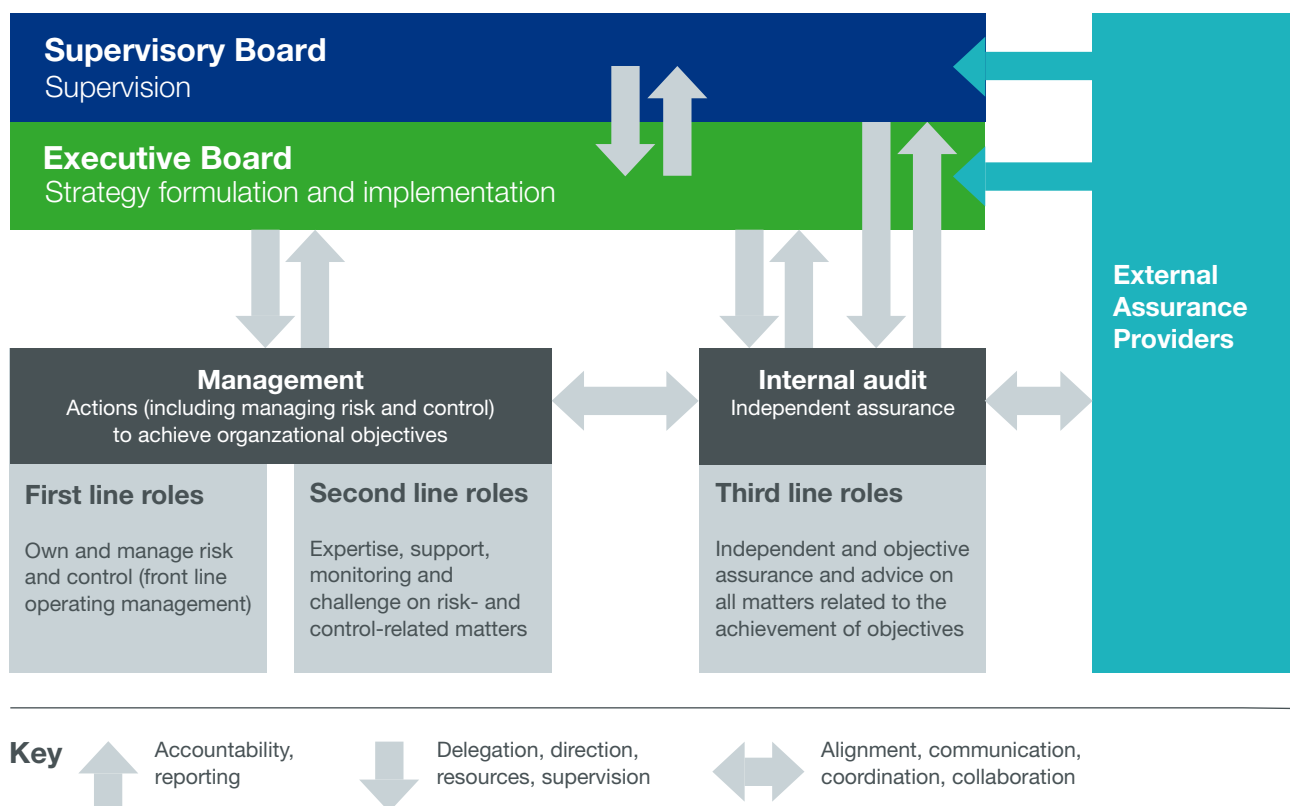 Supervisory Board
Supervision
Executive Board
Strategy formulation and implementation
External
Assurance
Providers
Management
Actions (including managing risk and control)
to achieve organzational objectives
Internal audit
Independent assurance
First line roles
Own and manage risk
and control (front line
operating management)
Second line roles
Expertise, support,
monitoring and
challenge on risk- and
control-related matters
Third line roles
Independent and objective
assurance and advice on
all matters related to the
achievement of objectives
Key
Accountability,
reporting
Delegation, direction,
resources, supervision
Alignment, communication,
coordination, collaboration